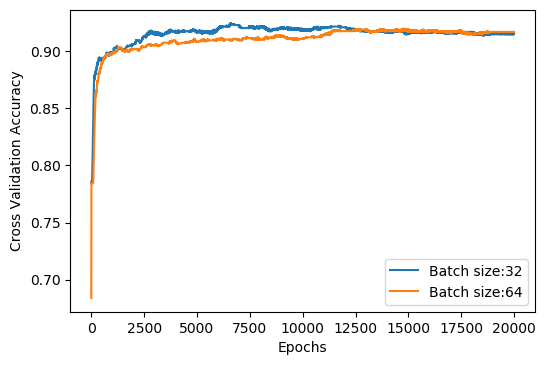 Cross Validation Accuracy
0.90
0.85
0.80
0.75
0.70
Batch size:32
Batch size:64
0 2500 5000 7500 10000 12500 15000 17500 20000
Epochs